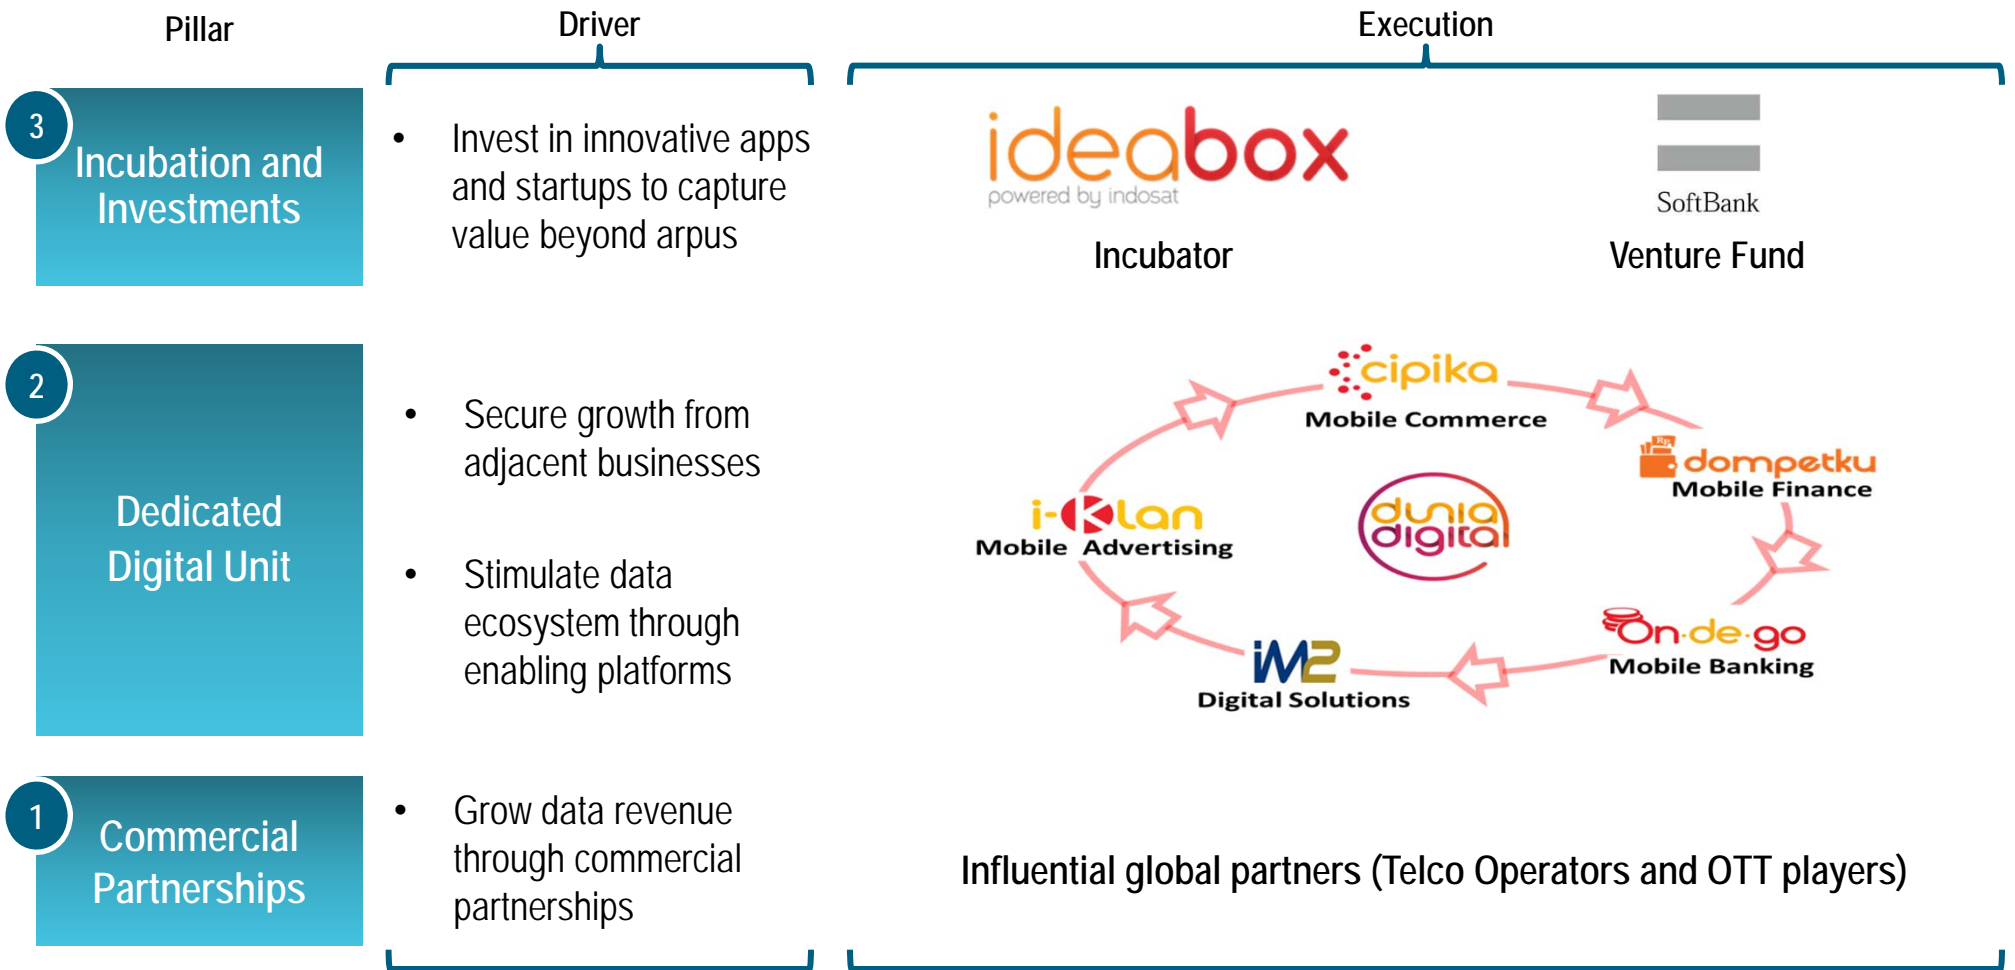 Pillar
Driver
Execution
3
Incubation and
Investments
• Invest in innovative apps
and startups to capture
value beyond arpus
ideabox
powered by indosat
Incubator
SoftBank
Venture Fund
2
Dedicated
Digital Unit
• Secure growth from
adjacent businesses
• Stimulate data
ecosystem through
enabling platforms
cipika
Mobile Commerce
Rp
dompetku
Mobile Finance
i-Klan
Mobile Advertising
dunia
digital
On·de·go
Mobile Banking
iM2
Digital Solutions
1
Commercial
Partnerships
• Grow data revenue
through commercial
partnerships
Influential global partners (Telco Operators and OTT players)